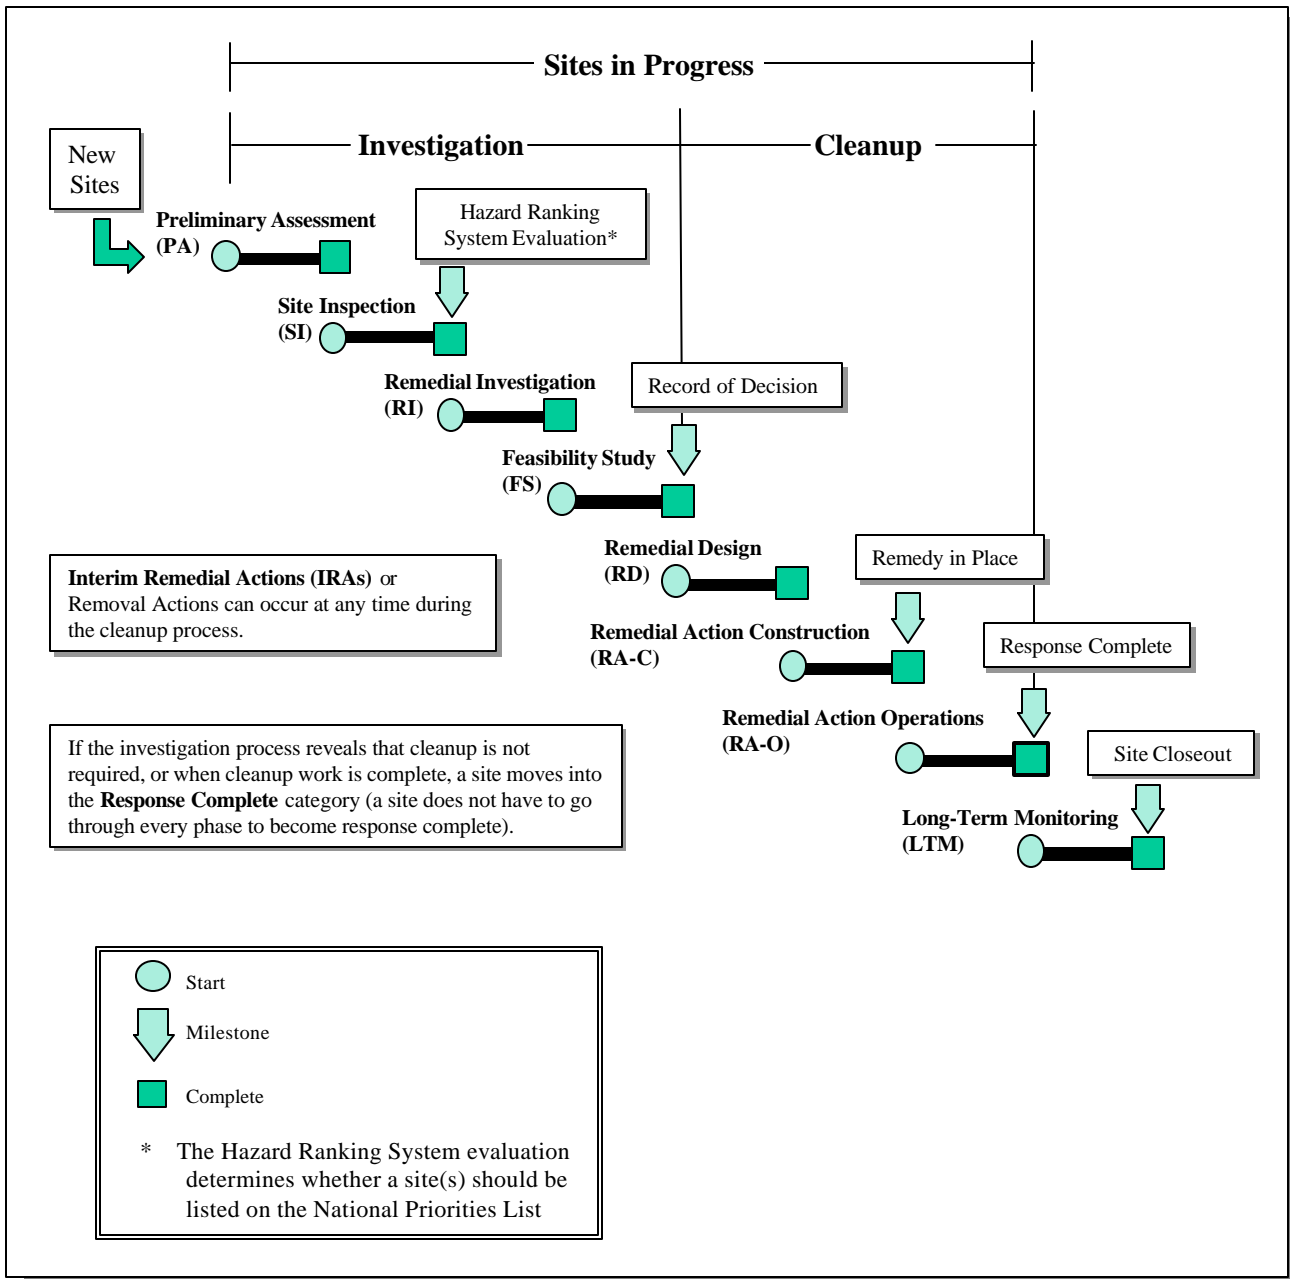 Sites in Progress
Investigation
Cleanup
New
Sites
Preliminary Assessment
(PA)
Hazard Ranking
System Evaluation*
Site Inspection
(SI)
Remedial Investigation
(RI)
Record of Decision
Feasibility Study
(FS)
Remedial Design
(RD)
Remedy in Place
Interim Remedial Actions (IRAs) or
Removal Actions can occur at any time during
the cleanup process.
Remedial Action Construction
(RA-C)
Response Complete
Remedial Action Operations
(RA-O)
Site Closeout
If the investigation process reveals that cleanup is not
required, or when cleanup work is complete, a site moves into
the Response Complete category (a site does not have to go
through every phase to become response complete).
Long-Term Monitoring
(LTM)
Start
Milestone
Complete
* The Hazard Ranking System evaluation
determines whether a site(s) should be
listed on the National Priorities List